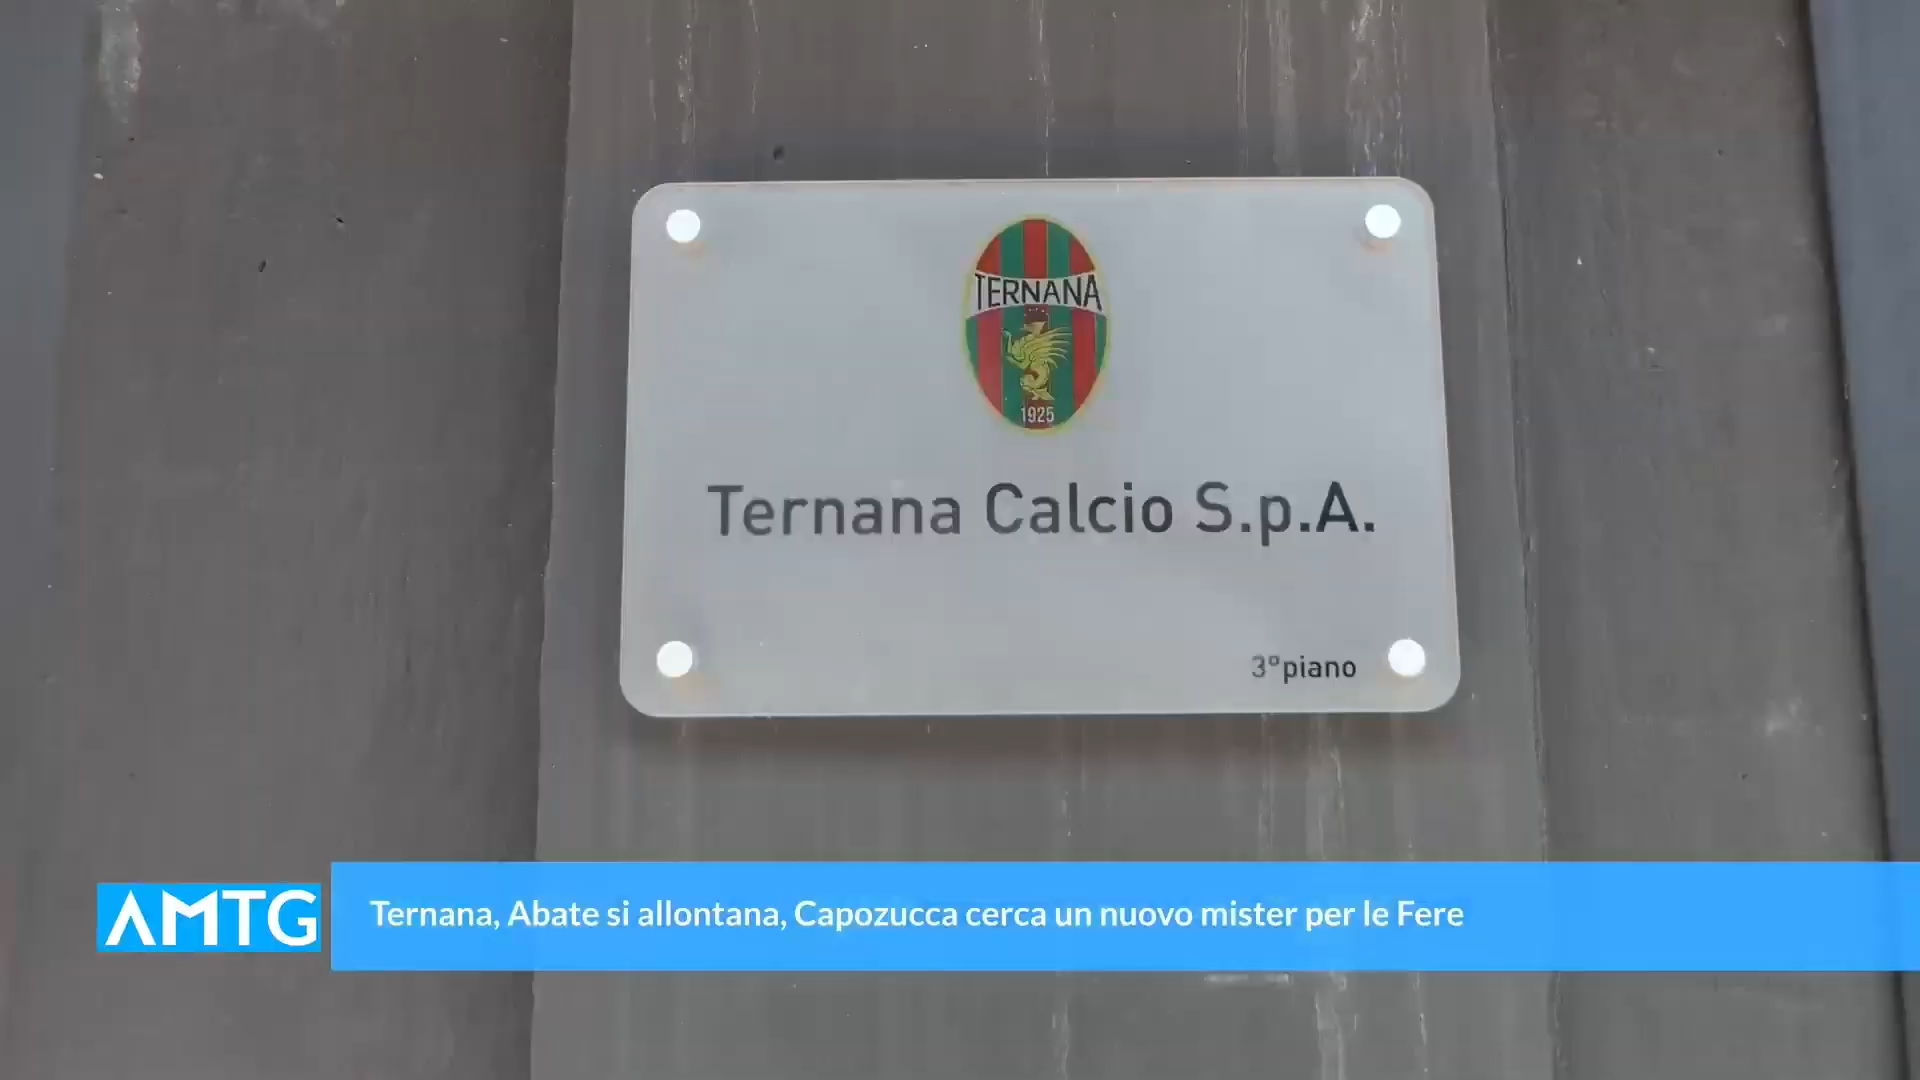 TERNANA
1925
Ternana Calcio S.p.A.
3°piano
AMTG
Ternana, Abate si allontana, Capozucca cerca un nuovo mister per le Fere